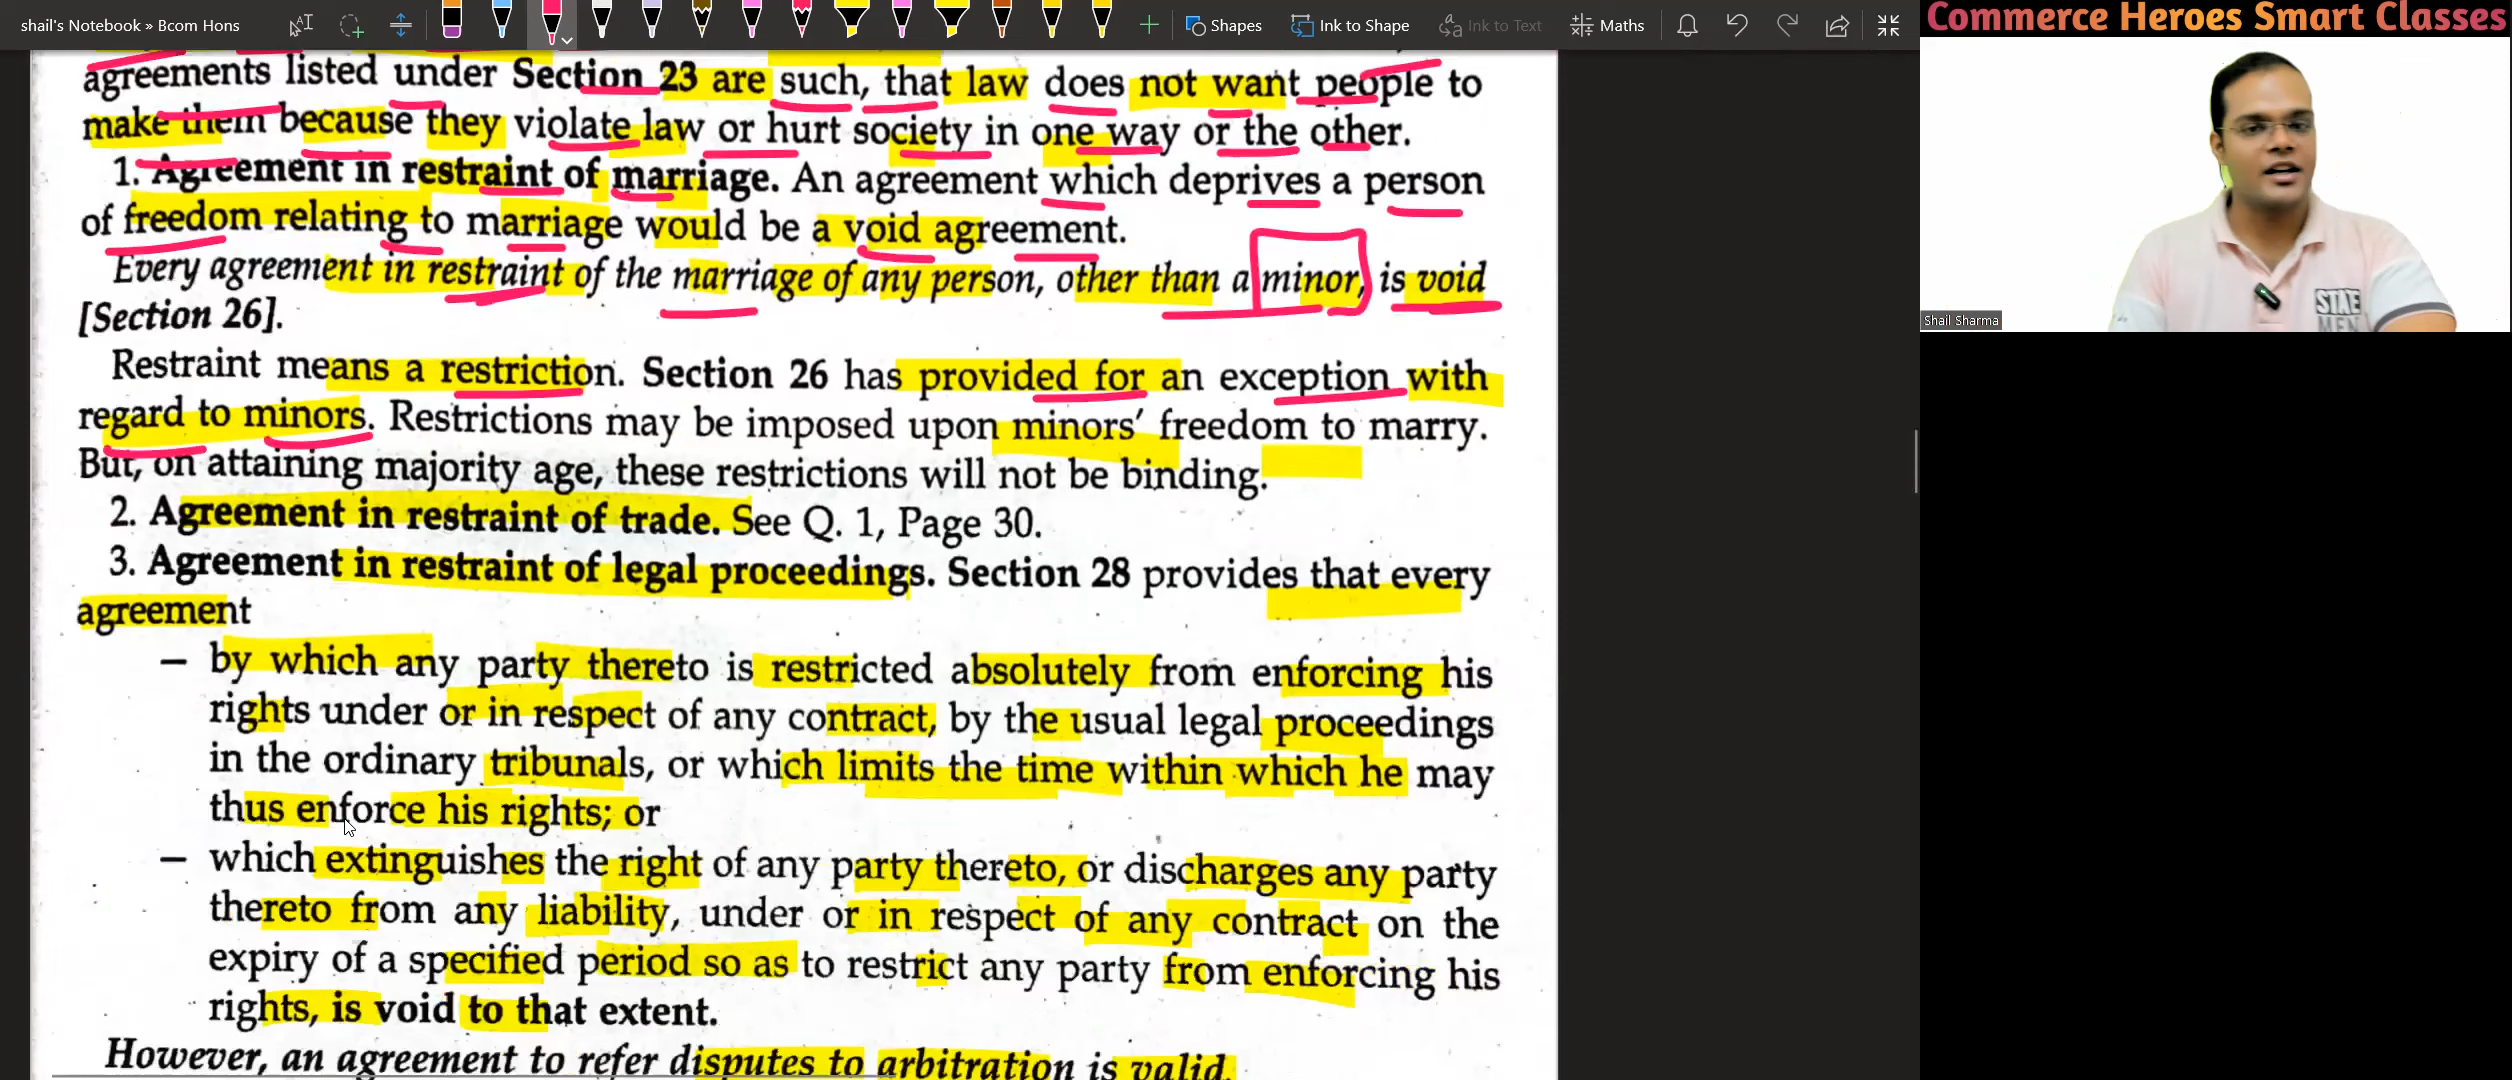 shail's Notebook » Bcom Hons
Shapes
Ink to Shape
Ink to Text
Maths
Commerce Heroes Smart Classes
agreements listed under Section 23 are such, that law does not want people to
make them because they violate law or hurt society in one way or the other.
1. Agreement in restraint of marriage. An agreement which deprives a person
of freedom relating to marriage would be a void agreement.
Every agreement in restraint of the marriage of any person, other than a minor, is void
[Section 26].
Restraint means a restriction. Section 26 has provided for an exception with
regard to minors. Restrictions may be imposed upon minors' freedom to marry.
But, on attaining majority age, these restrictions will not be binding.
2. Agreement in restraint of trade. See Q. 1, Page 30.
3. Agreement in restraint of legal proceedings. Section 28 provides that every
agreement
– by which any party thereto is restricted absolutely from enforcing his
rights under or in respect of any contract, by the usual legal proceedings
in the ordinary tribunals, or which limits the time within which he may
thus enforce his rights; or
– which extinguishes the right of any party thereto, or discharges any party
thereto from any liability, under or in respect of any contract on the
expiry of a specified period so as to restrict any party from enforcing his
rights, is void to that extent.
However, an agreement to refer disputes to arbitration is valid.
STAE
MEN
Shail Sharma